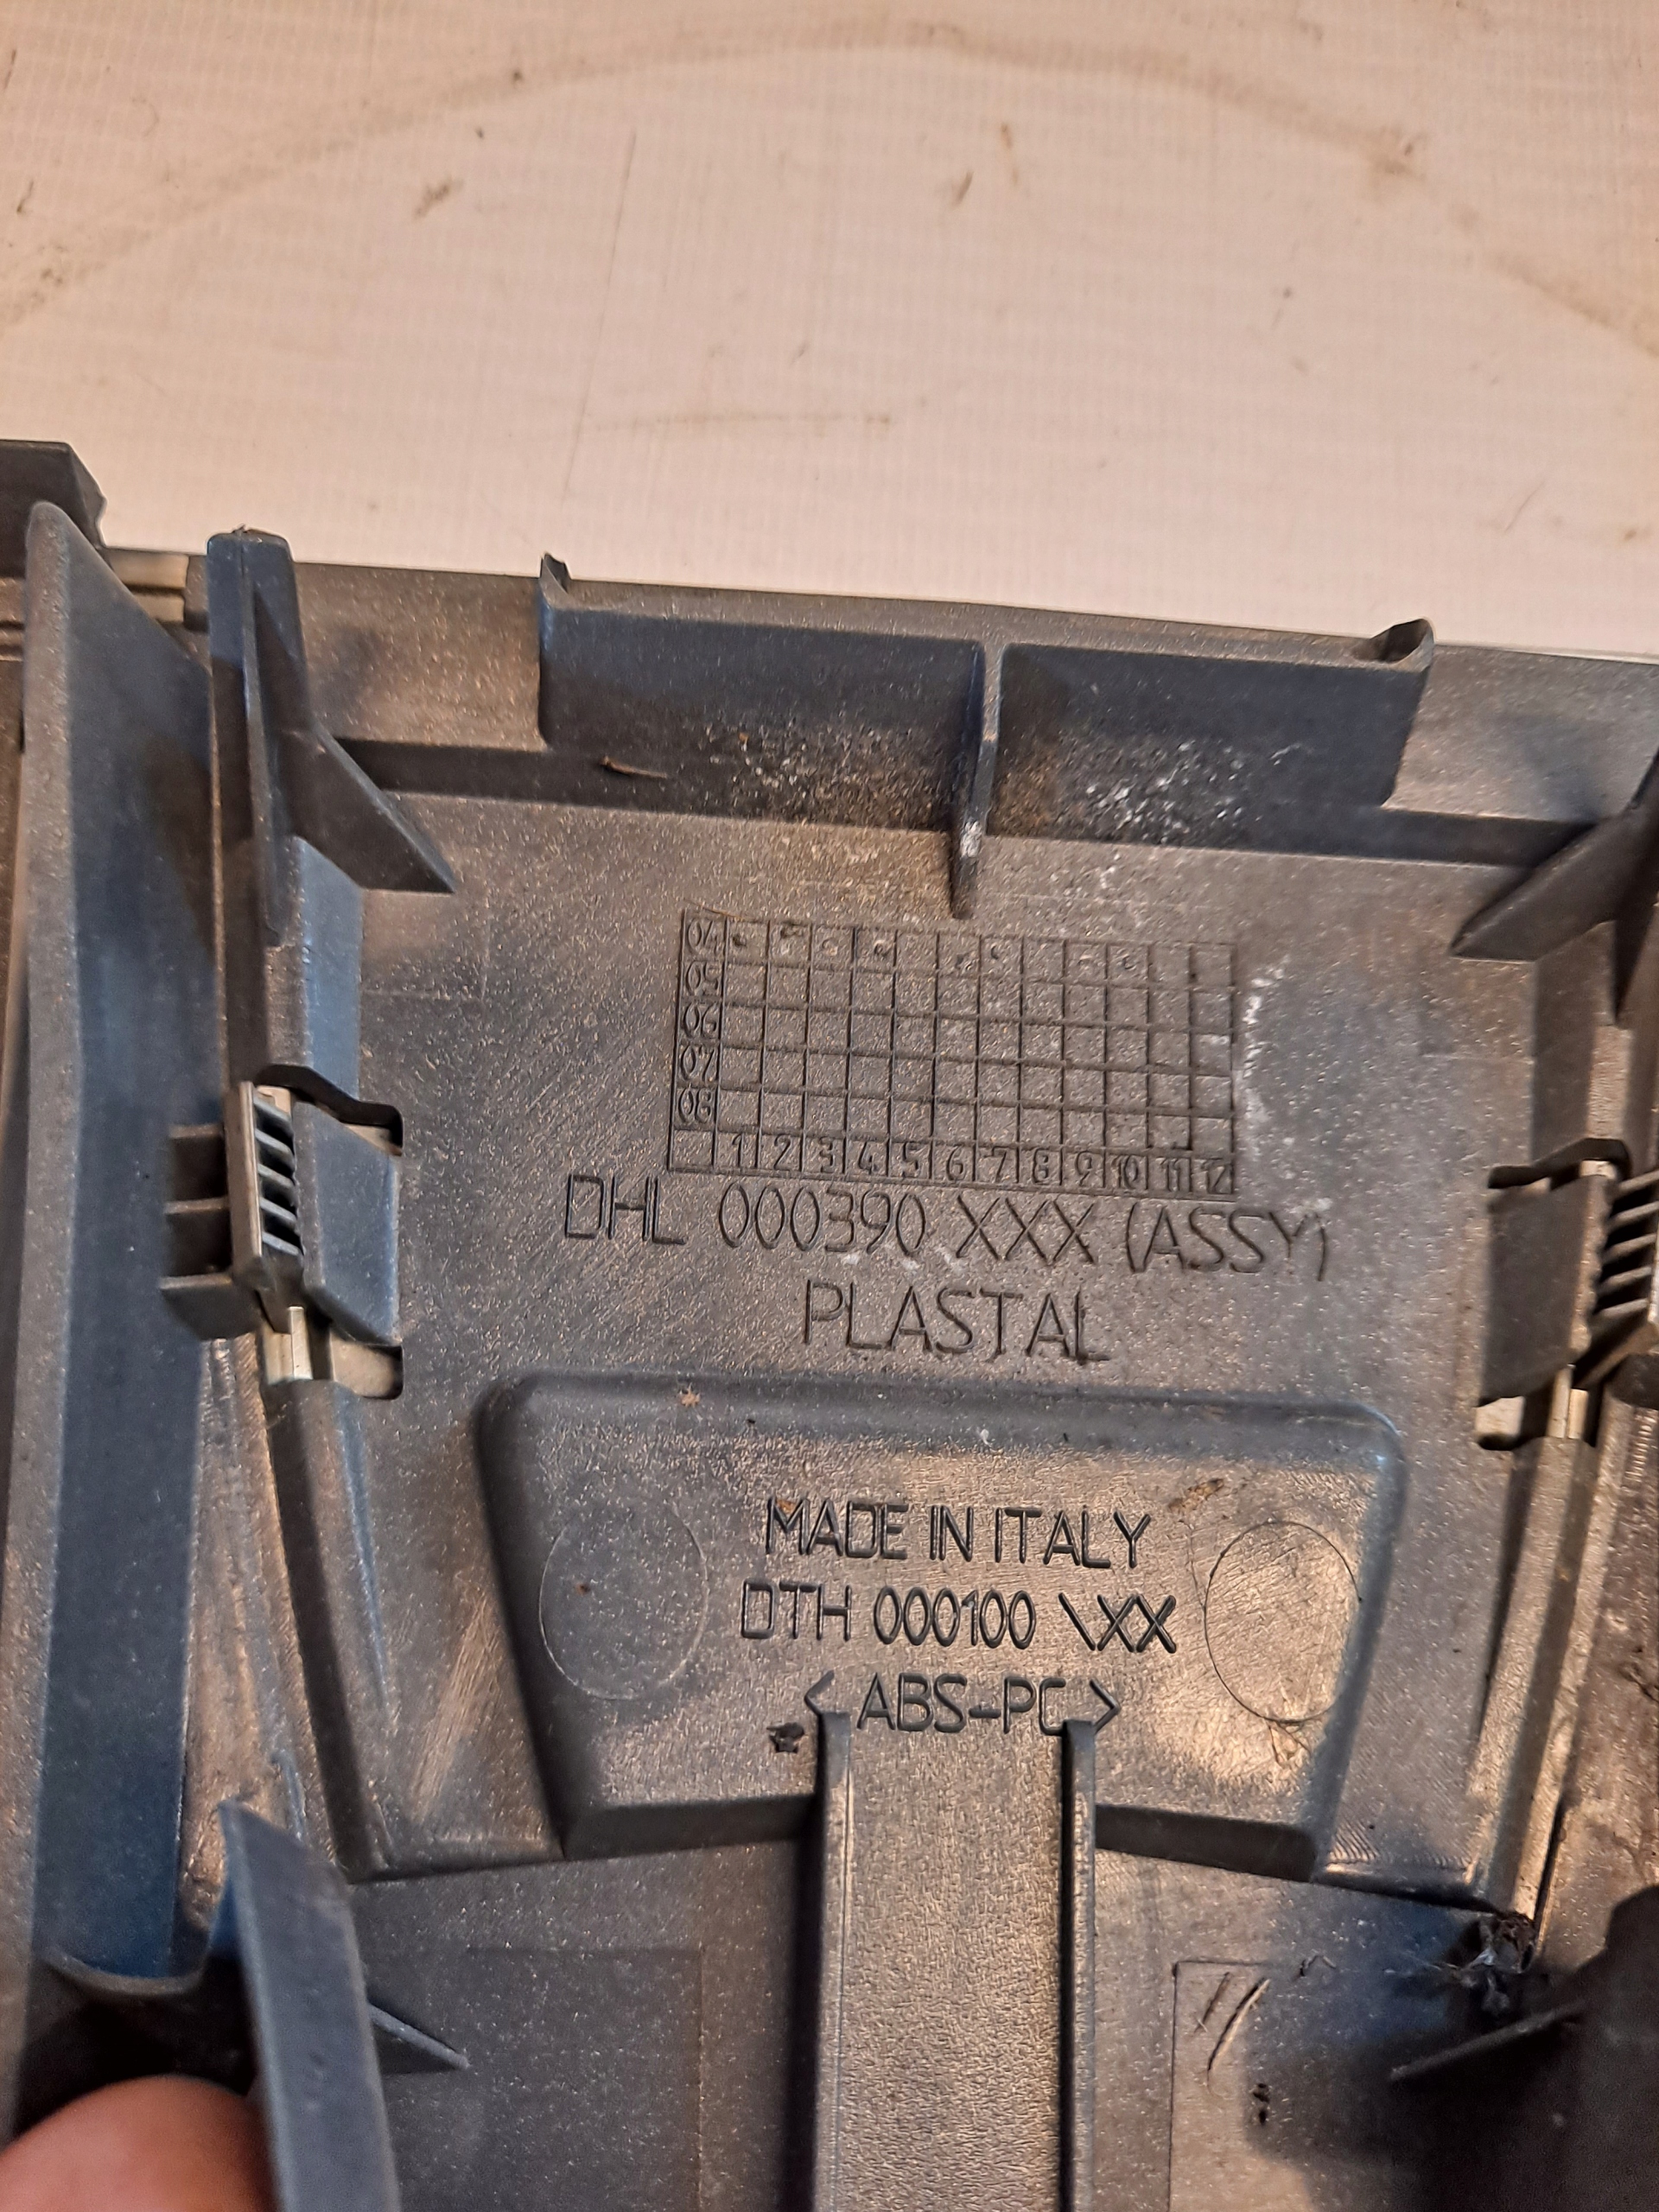 04
05
06
07
08
1 2 3 4 5 6 7 8 9 10 11 12
DHL 000390 XXX (ASSY)
PLASTAL
MADE IN ITALY
DTH 000100 \XX
<ABS-PC>